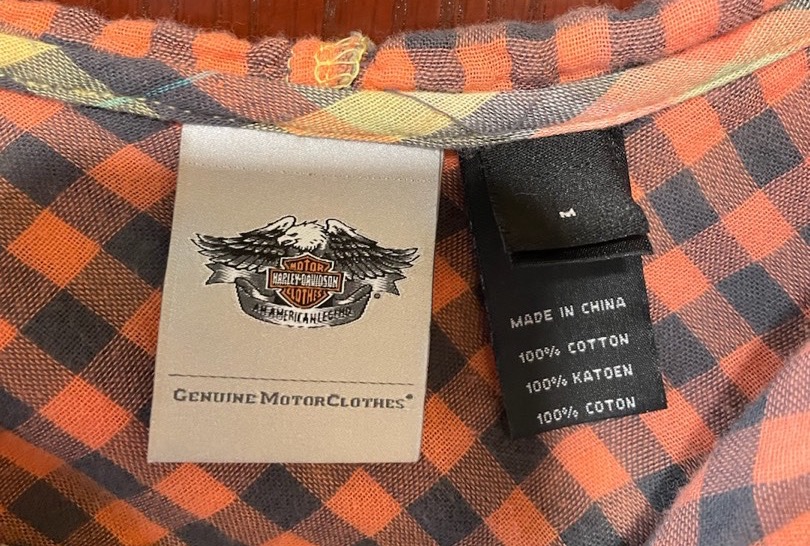 MOTOR
HARLEY-DAVIDSON
CLOTHES
AN AMERICAN LEGEND
GENUINE MOTORCLOTHES®
M
MADE IN CHINA
100% COTTON
100% KATOEN
100% COTON